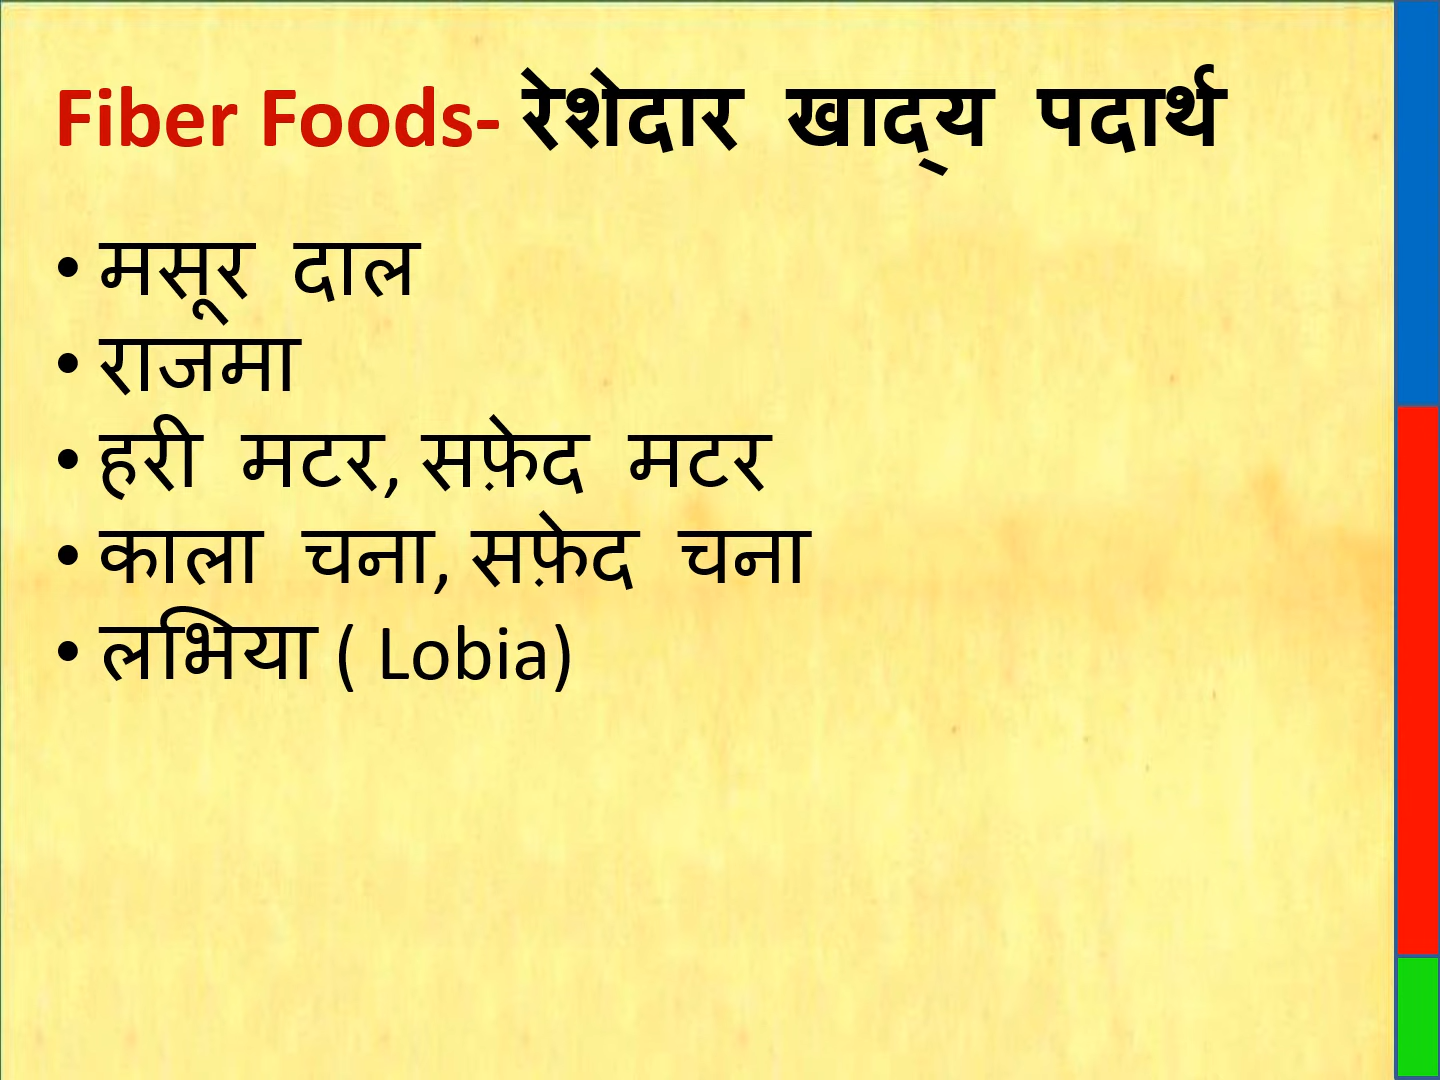 Fiber Foods- रेशेदार खाद्‌य पदार्थ
• मसूर दाल
• राजमा
• हरी मटर, सफ़ेद मटर
• काला चना, सफ़ेद चना
• लभिया ( Lobia)